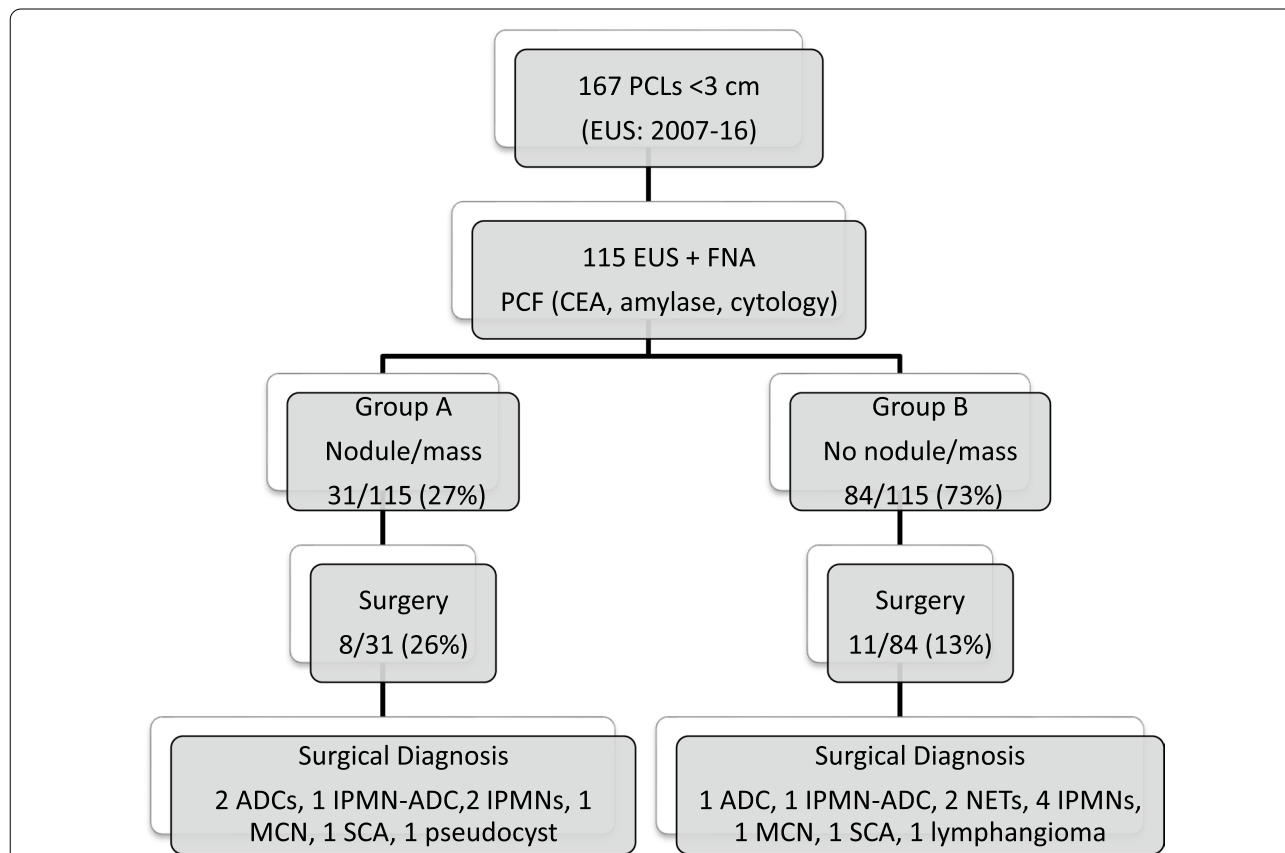 167 PCLs <3 cm
(EUS: 2007-16)
115 EUS + FNA
PCF (CEA, amylase, cytology)
Group A
Nodule/mass
31/115 (27%)
Group B
No nodule/mass
84/115 (73%)
Surgery
8/31 (26%)
Surgery
11/84 (13%)
Surgical Diagnosis
2 ADCs, 1 IPMN-ADC,2 IPMNs, 1
MCN, 1 SCA, 1 pseudocyst
Surgical Diagnosis
1 ADC, 1 IPMN-ADC, 2 NETs, 4 IPMNs,
1 MCN, 1 SCA, 1 lymphangioma